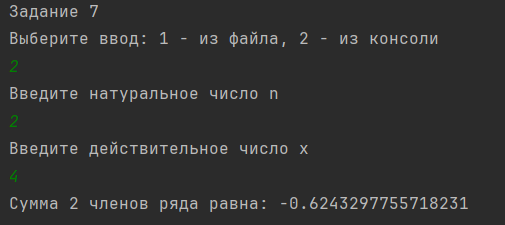 Задание 7
Выберите ввод: 1 - из файла, 2 - из консоли
2
Введите натуральное число n
2
Введите действительное число x
4
Сумма 2 членов ряда равна: -0.6243297755718231